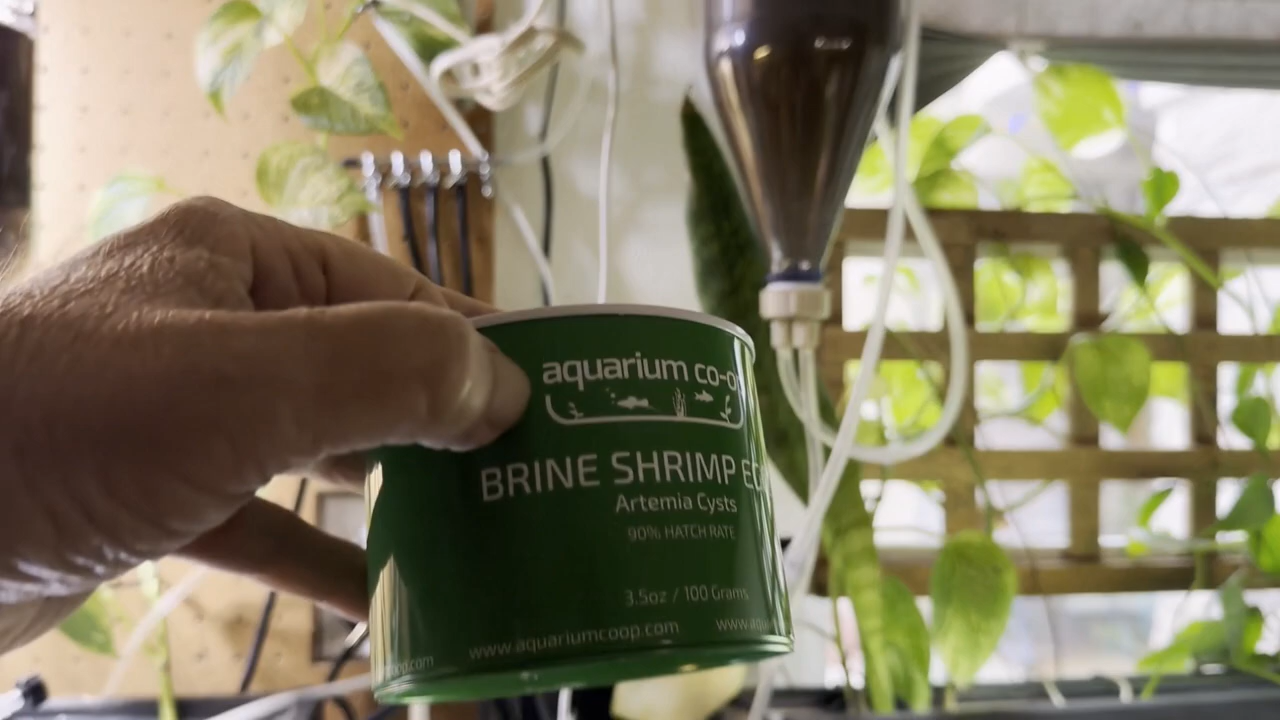 aquarium co-o
BRINE SHRIMP
Artemia Cysts
90% HATCH RATE
3.5oz / 100 Grams
www.aquariumcoop.com